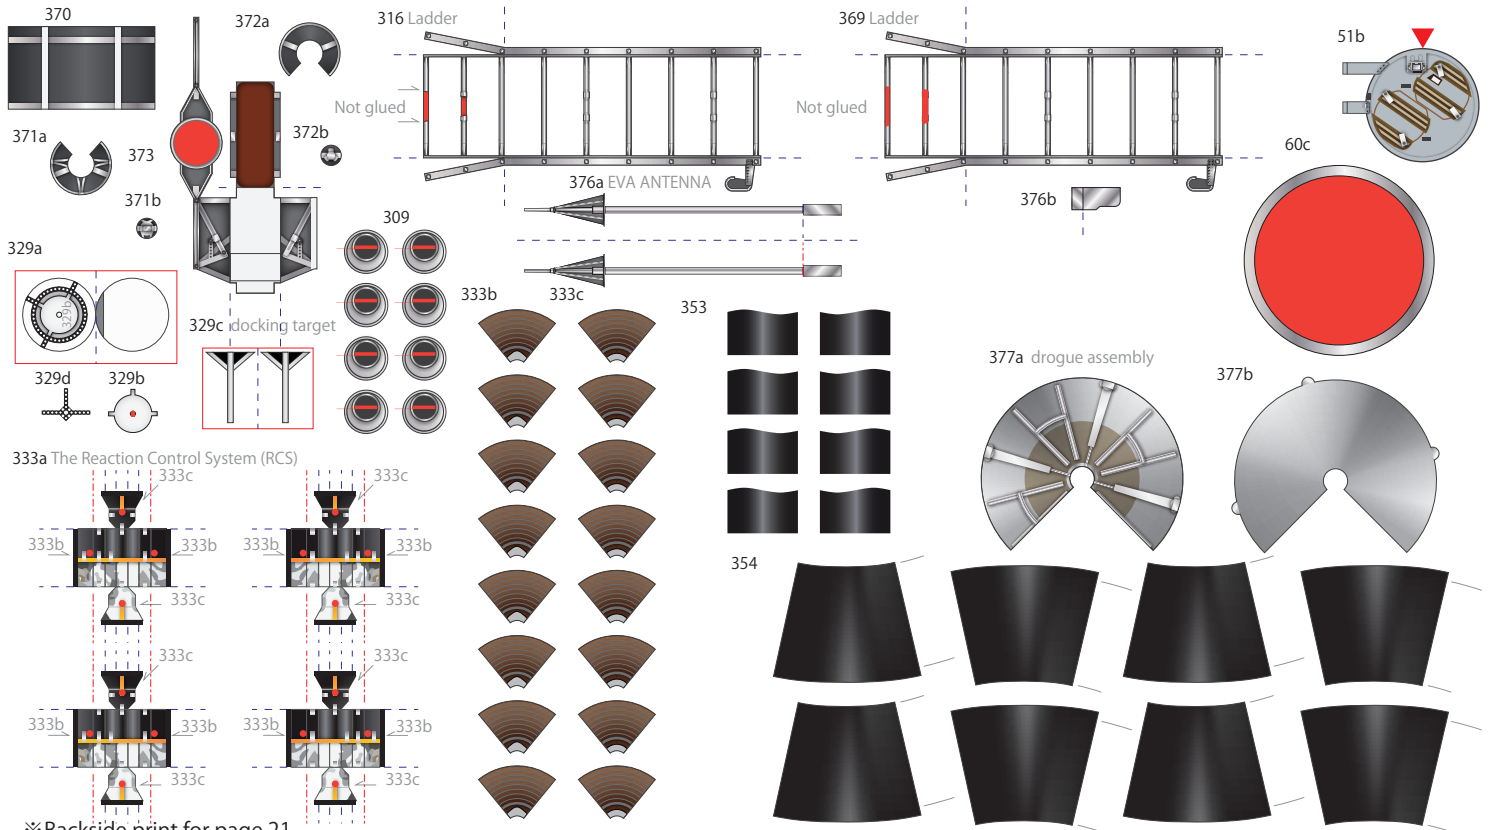 370
372a
316 Ladder
369 Ladder
51b
Not glued
Not glued
371a
373
372b
60c
376a EVA ANTENNA
376b
371b
309
329a
329b
333b
333c
353
329c docking target
377a drogue assembly
377b
329d
329b
333a The Reaction Control System (RCS)
333c
333c
333b
333b
333b
333b
354
333c
333c
333c
333c
333b
333b
333b
333b
333c
333c
※Backside print for page 21